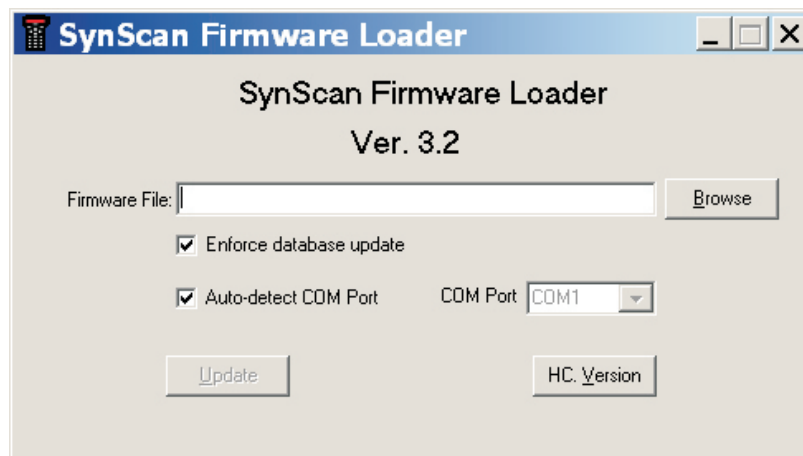 SynScan Firmware Loader
SynScan Firmware Loader
Ver. 3.2
Firmware File: Browse
Enforce database update
Auto-detect COM Port COM Port COM1
Update HC. Version